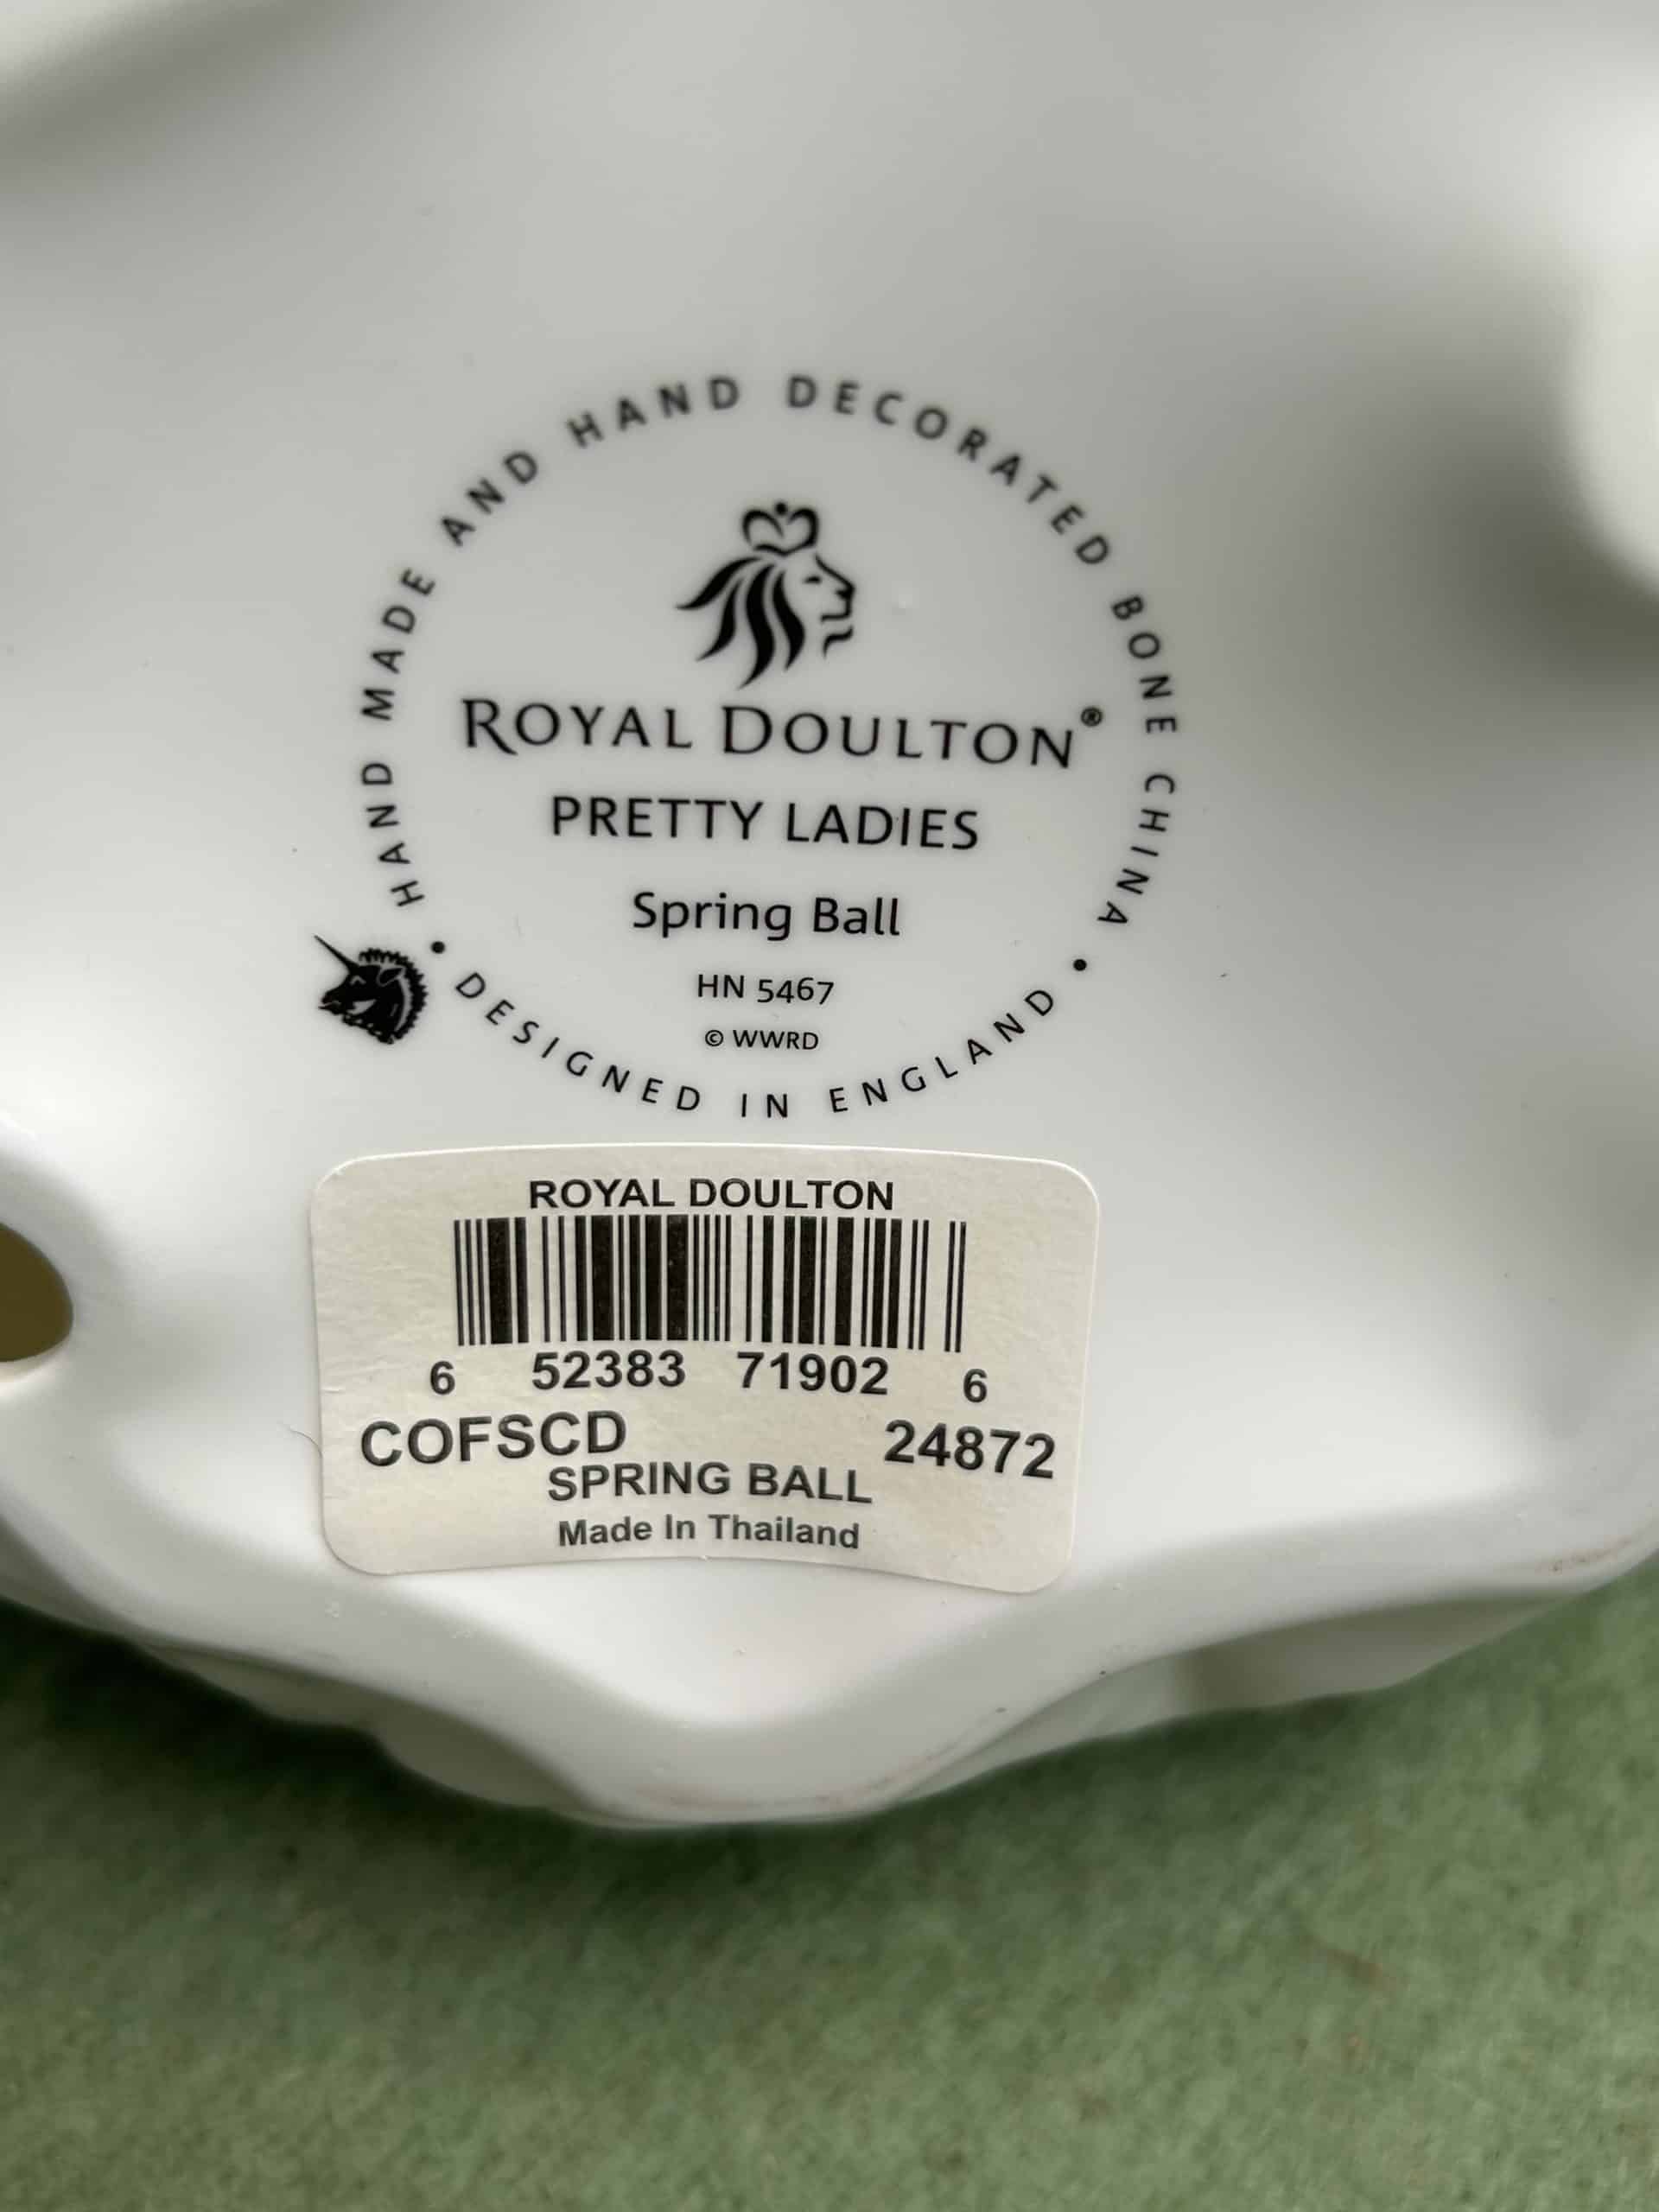 HAND MADE AND HAND DECORATED BONE CHINA •
ROYAL DOULTON®
PRETTY LADIES
Spring Ball
HN 5467
© WWRD
• DESIGNED IN ENGLAND
ROYAL DOULTON
6 52383 71902 6
COFSCD 24872
SPRING BALL
Made In Thailand